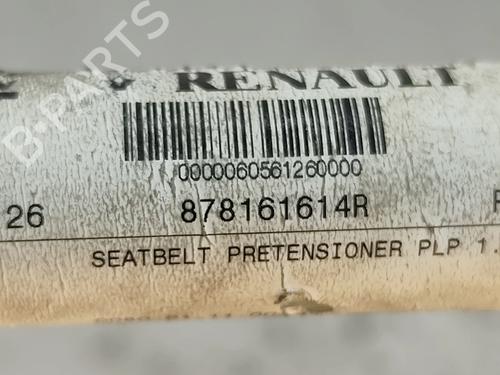 RENAULT
0000060561260000
26 878161614R
SEATBELT PRETENSIONER PLP 1.
B-PARTS